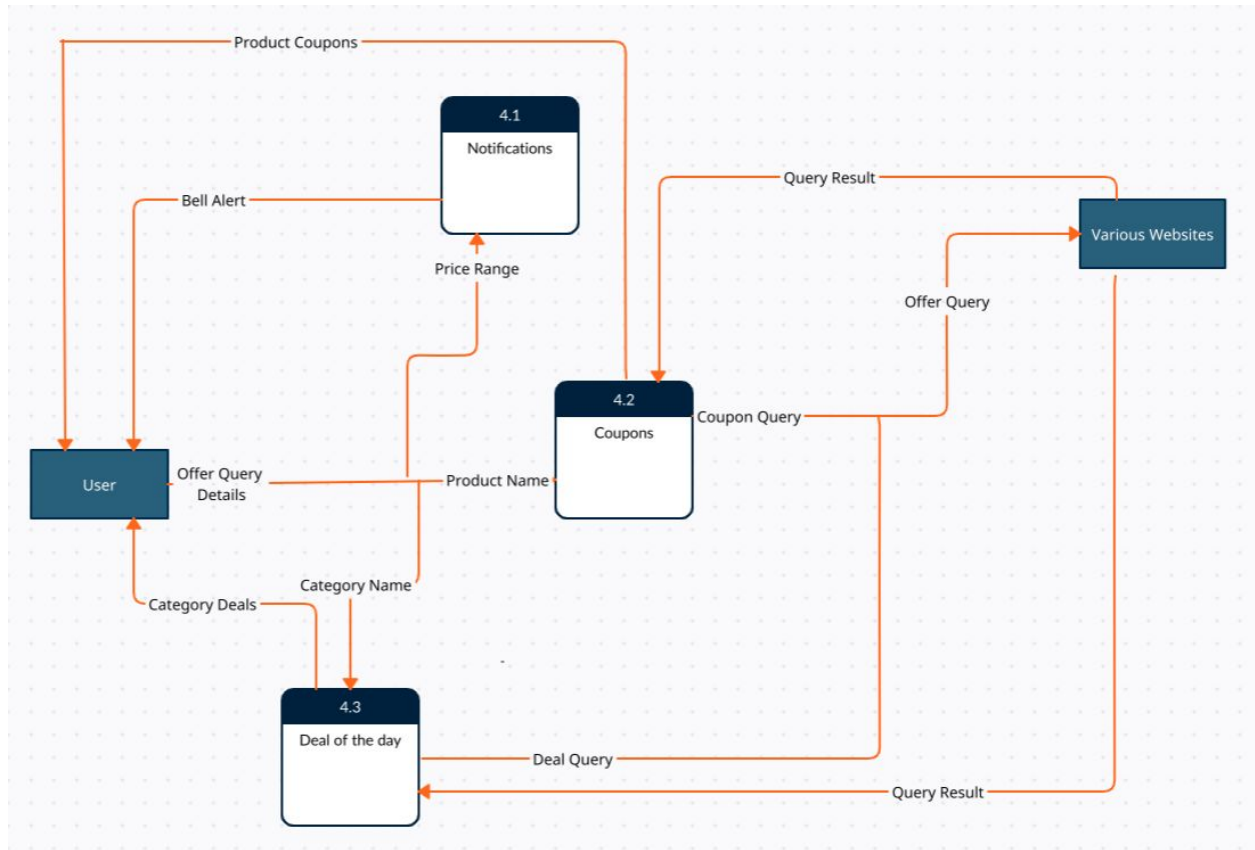 Product Coupons
4.1
Notifications
Query Result
Bell Alert
Various Websites
Price Range
Offer Query
4.2
Coupon Query
Coupons
Offer Query
Details
Product Name
User
Category Name
Category Deals
4.3
Deal of the day
Deal Query
Query Result